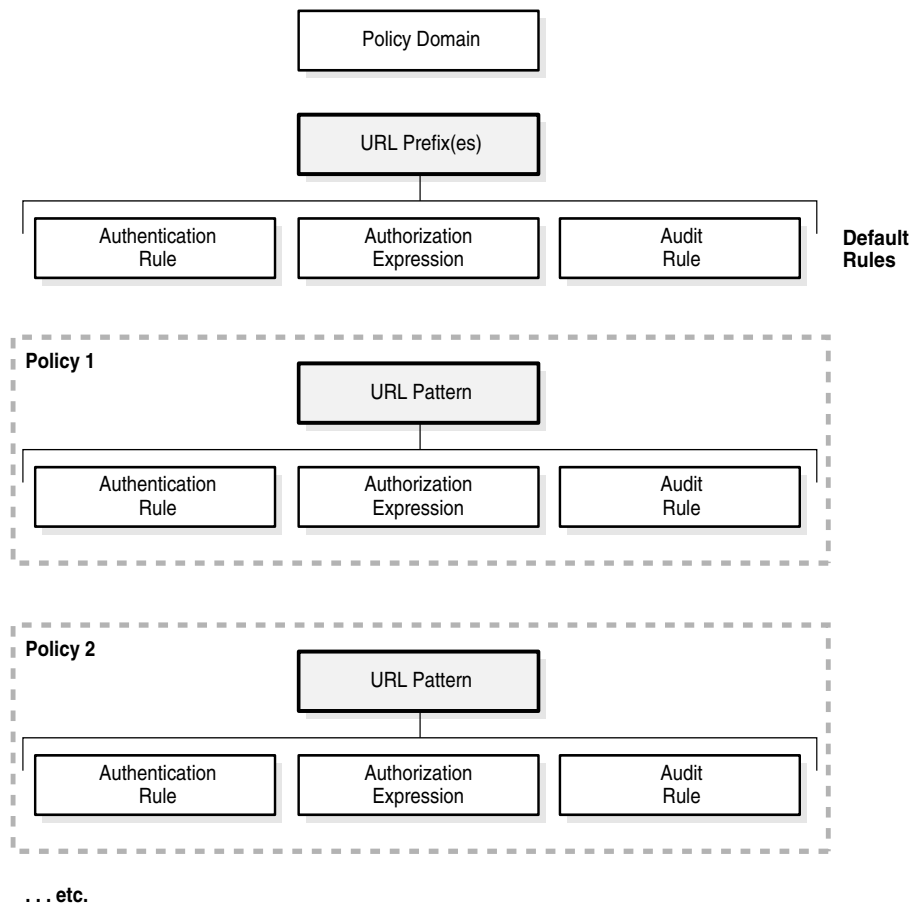 Policy Domain
URL Prefix(es)
Authentication
Rule
Authorization
Expression
Audit
Rule
Default
Rules
Policy 1
URL Pattern
Authentication
Rule
Authorization
Expression
Audit
Rule
Policy 2
URL Pattern
Authentication
Rule
Authorization
Expression
Audit
Rule
. . . etc.